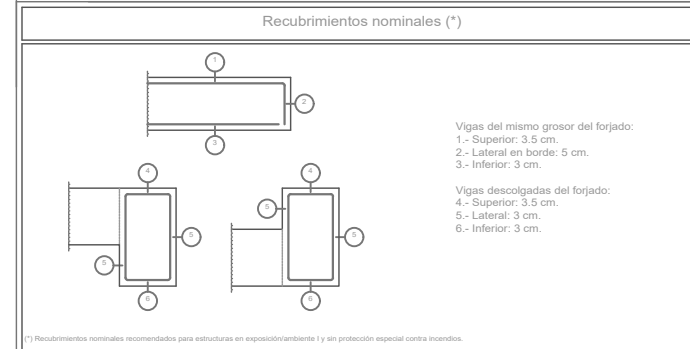 Recubrimientos nominales (*)
1
2
3
Vigas del mismo grosor del forjado:
1.- Superior: 3.5 cm.
2.- Lateral en borde: 5 cm.
3.- Inferior: 3 cm.
Vigas descolgadas del forjado:
4.- Superior: 3.5 cm.
5.- Lateral: 3 cm.
6.- Inferior: 3 cm.
4
5
5
6
4
5
5
6
(*) Recubrimientos nominales recomendados para estructuras en exposición/ambiente I y sin protección especial contra incendios.